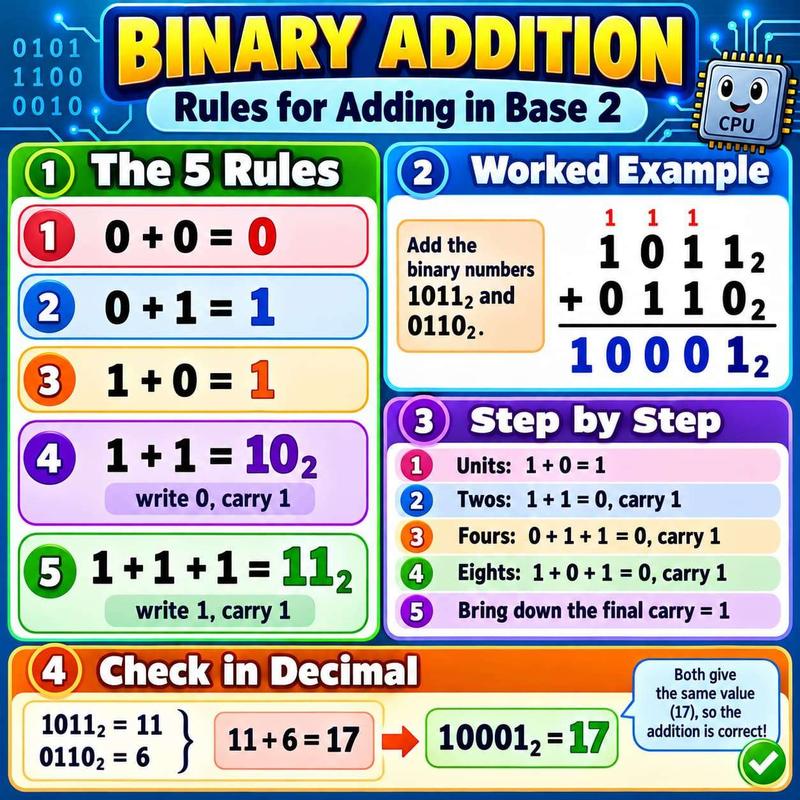 0101
1100
0010
BINARY ADDITION
Rules for Adding in Base 2
CPU
1 The 5 Rules
1 0 + 0 = 0
2 0 + 1 = 1
3 1 + 0 = 1
4 1 + 1 = 10₂
write 0, carry 1
5 1 + 1 + 1 = 11₂
write 1, carry 1
2 Worked Example
Add the
binary numbers
1011₂ and
0110₂.
1 1 1
1 0 1 1₂
+ 0 1 1 0₂
1 0 0 0 1₂
3 Step by Step
1 Units: 1 + 0 = 1
2 Twos: 1 + 1 = 0, carry 1
3 Fours: 0 + 1 + 1 = 0, carry 1
4 Eights: 1 + 0 + 1 = 0, carry 1
5 Bring down the final carry = 1
4 Check in Decimal
1011₂ = 11
0110₂ = 6
11 + 6 = 17
10001₂ = 17
Both give
the same value
(17), so the
addition is correct!